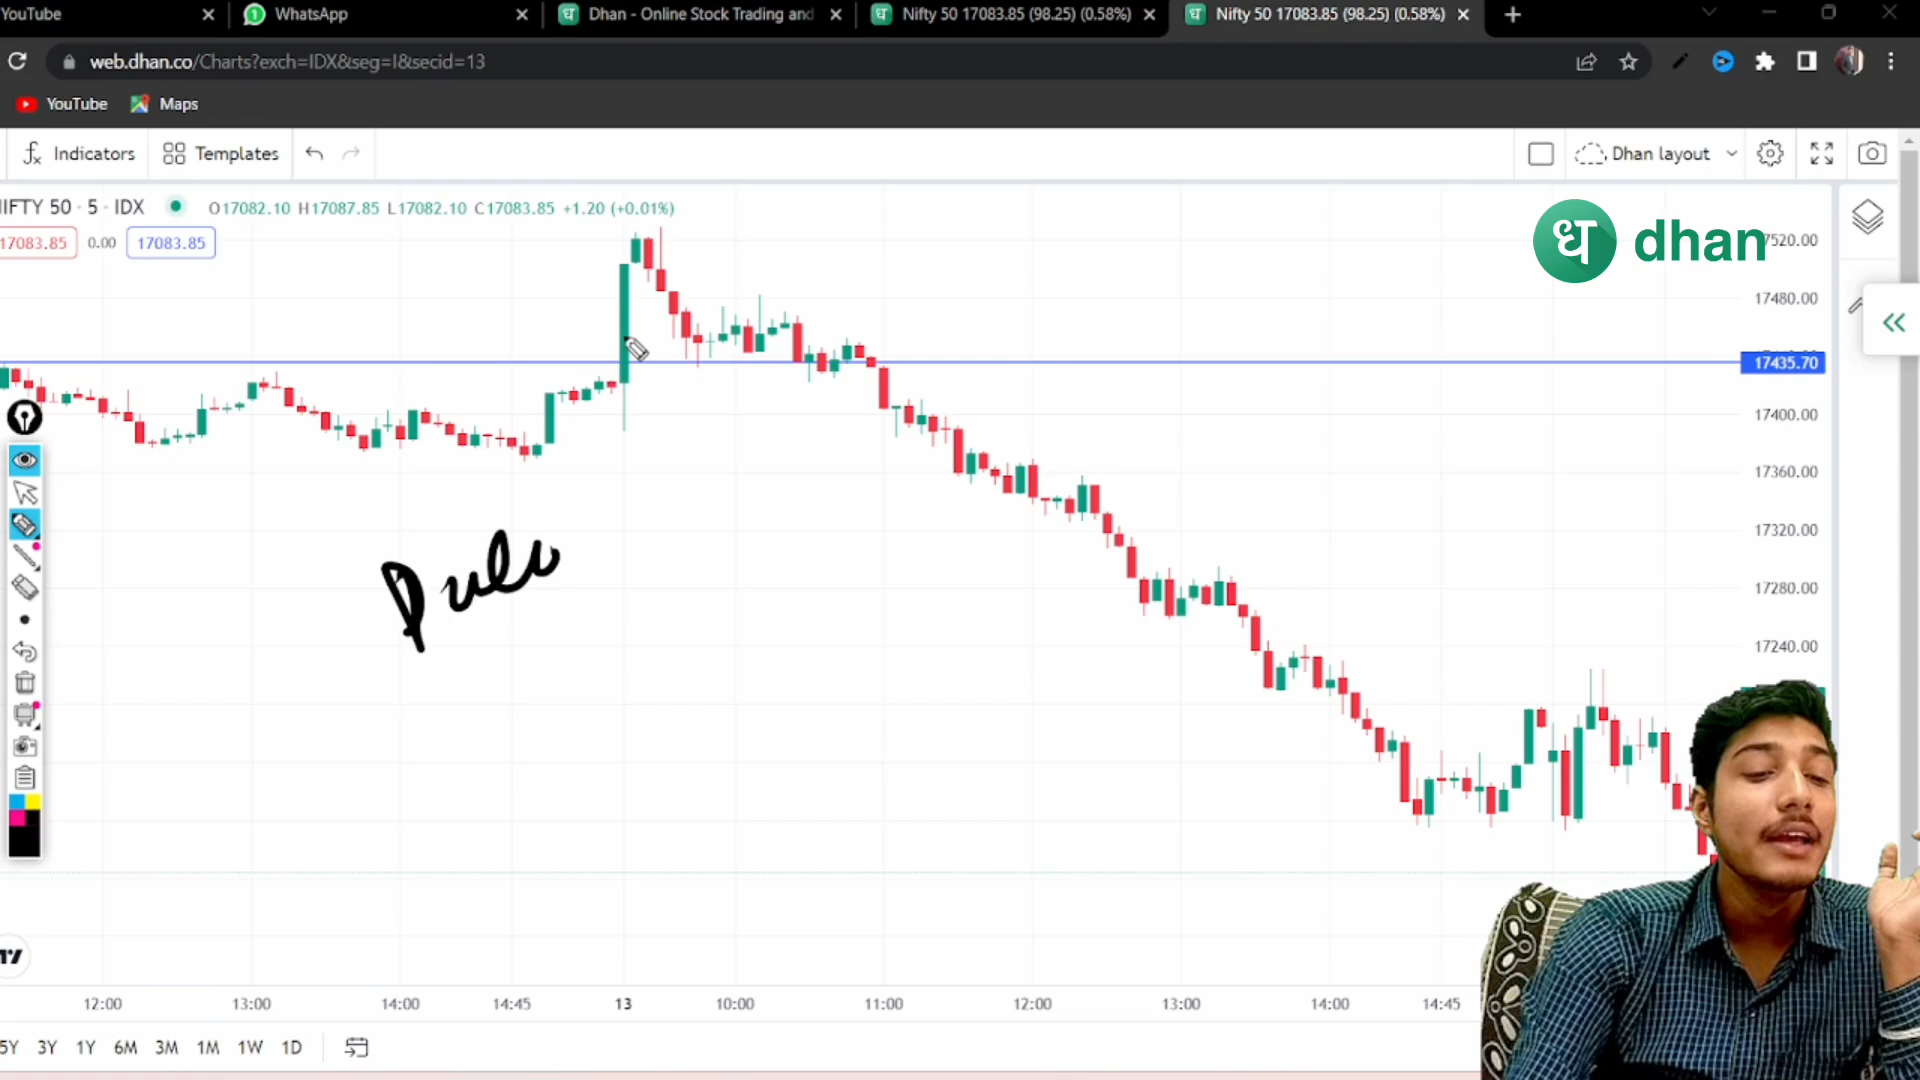 YouTube
WhatsApp
Dhan - Online Stock Trading and
Nifty 50 17083.85 (98.25) (0.58%)
Nifty 50 17083.85 (98.25) (0.58%)
web.dhan.co/Charts?exch=IDX&seg=I&secid=13
YouTube Maps
Indicators Templates
Dhan layout
IFTY 50 · 5 · IDX O17082.10 H17087.85 L17082.10 C17083.85 +1.20 (+0.01%)
17083.85 0.00 17083.85
ध dhan
7520.00
17480.00
17435.70
17400.00
17360.00
17320.00
17280.00
17240.00
12:00 13:00 14:00 14:45 13 10:00 11:00 12:00 13:00 14:00 14:45
5Y 3Y 1Y 6M 3M 1M 1W 1D